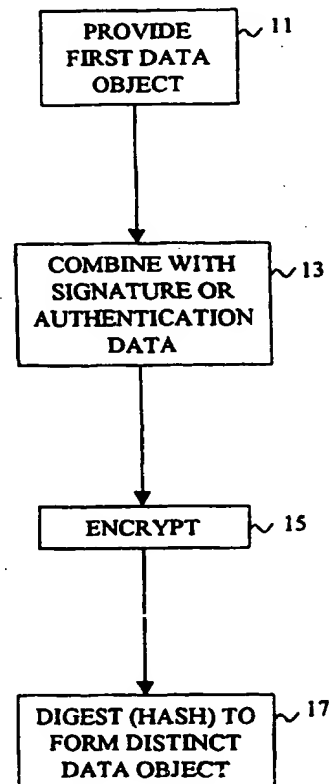 PROVIDE
FIRST DATA
OBJECT
11
COMBINE WITH
SIGNATURE OR
AUTHENTICATION
DATA
13
ENCRYPT
15
DIGEST (HASH) TO
FORM DISTINCT
DATA OBJECT
17